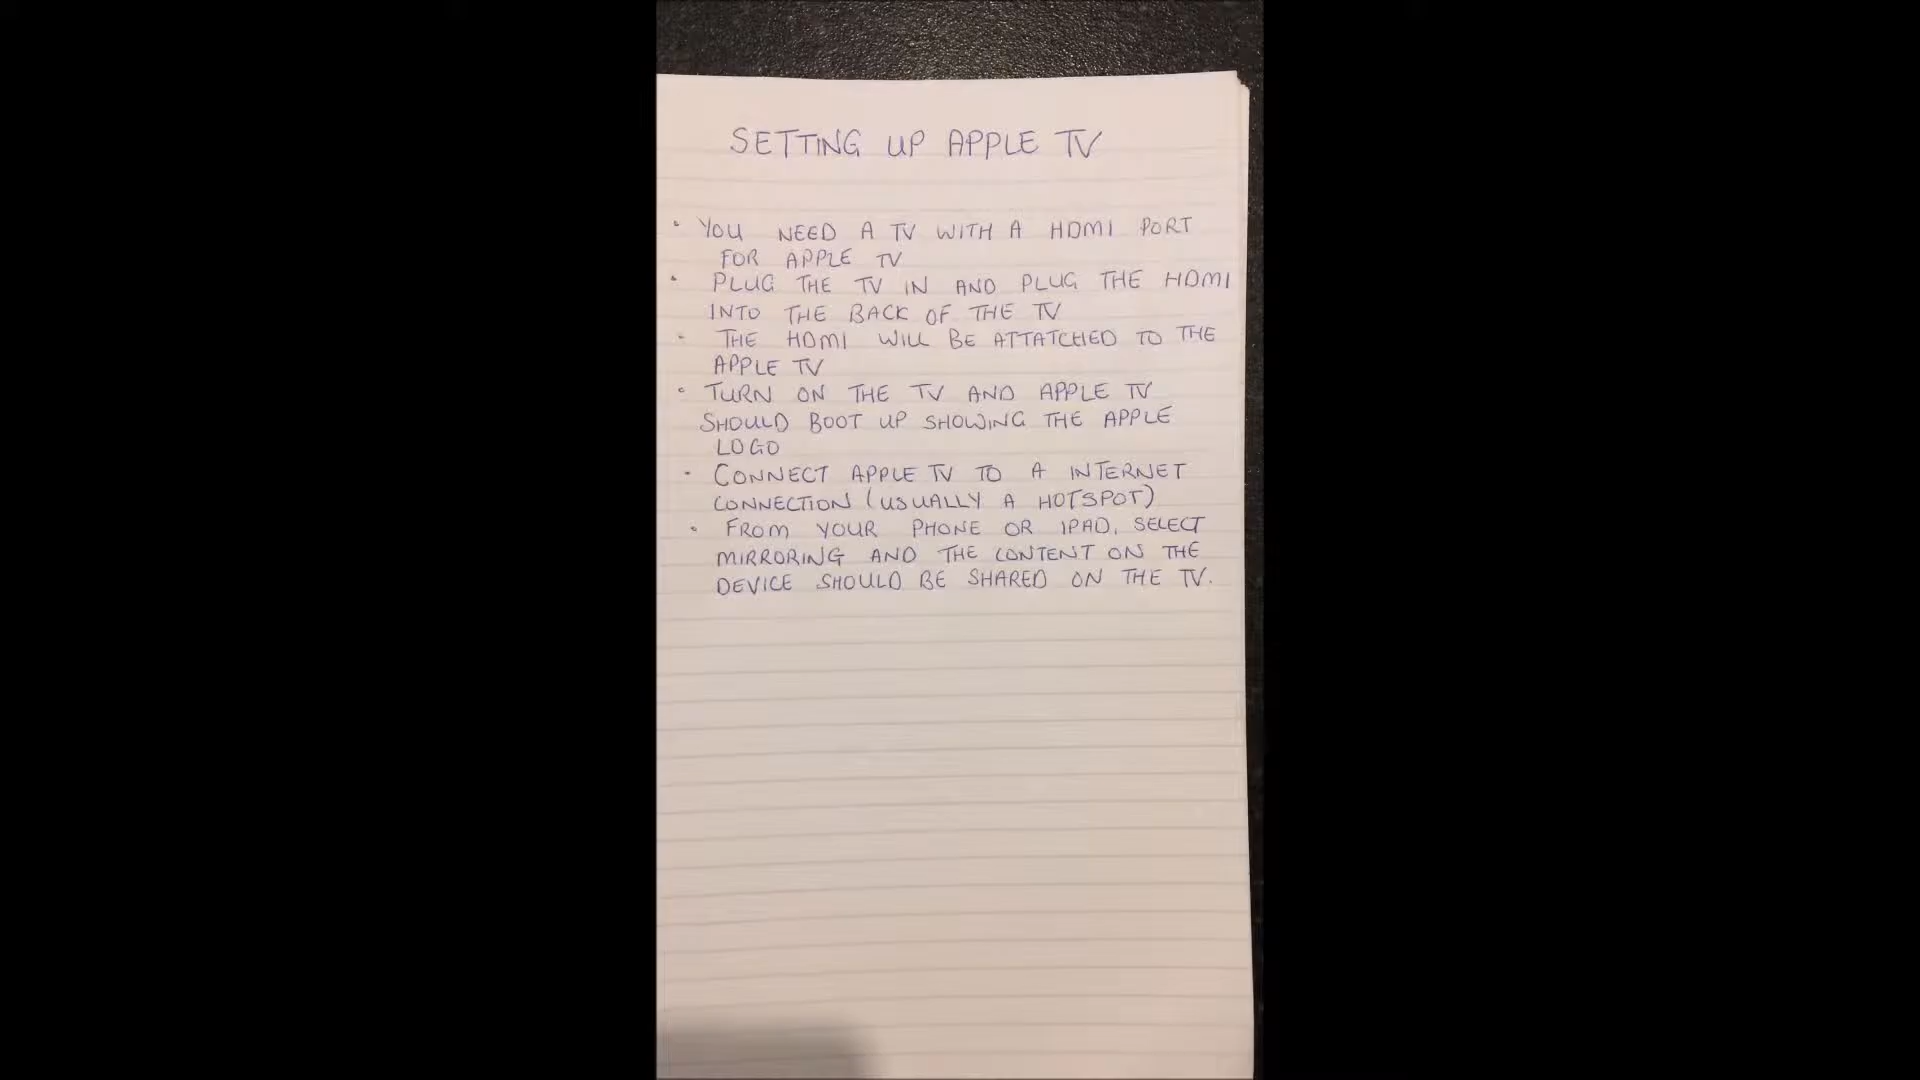 SETTING UP APPLE TV
· YOU NEED A TV WITH A HDMI PORT
FOR APPLE TV
· PLUG THE TV IN AND PLUG THE HDMI
INTO THE BACK OF THE TV
· THE HDMI WILL BE ATTATCHED TO THE
APPLE TV
· TURN ON THE TV AND APPLE TV
SHOULD BOOT UP SHOWING THE APPLE
LOGO
· CONNECT APPLE TV TO A INTERNET
CONNECTION (USUALLY A HOTSPOT)
· FROM YOUR PHONE OR IPAD, SELECT
MIRRORING AND THE CONTENT ON THE
DEVICE SHOULD BE SHARED ON THE TV.